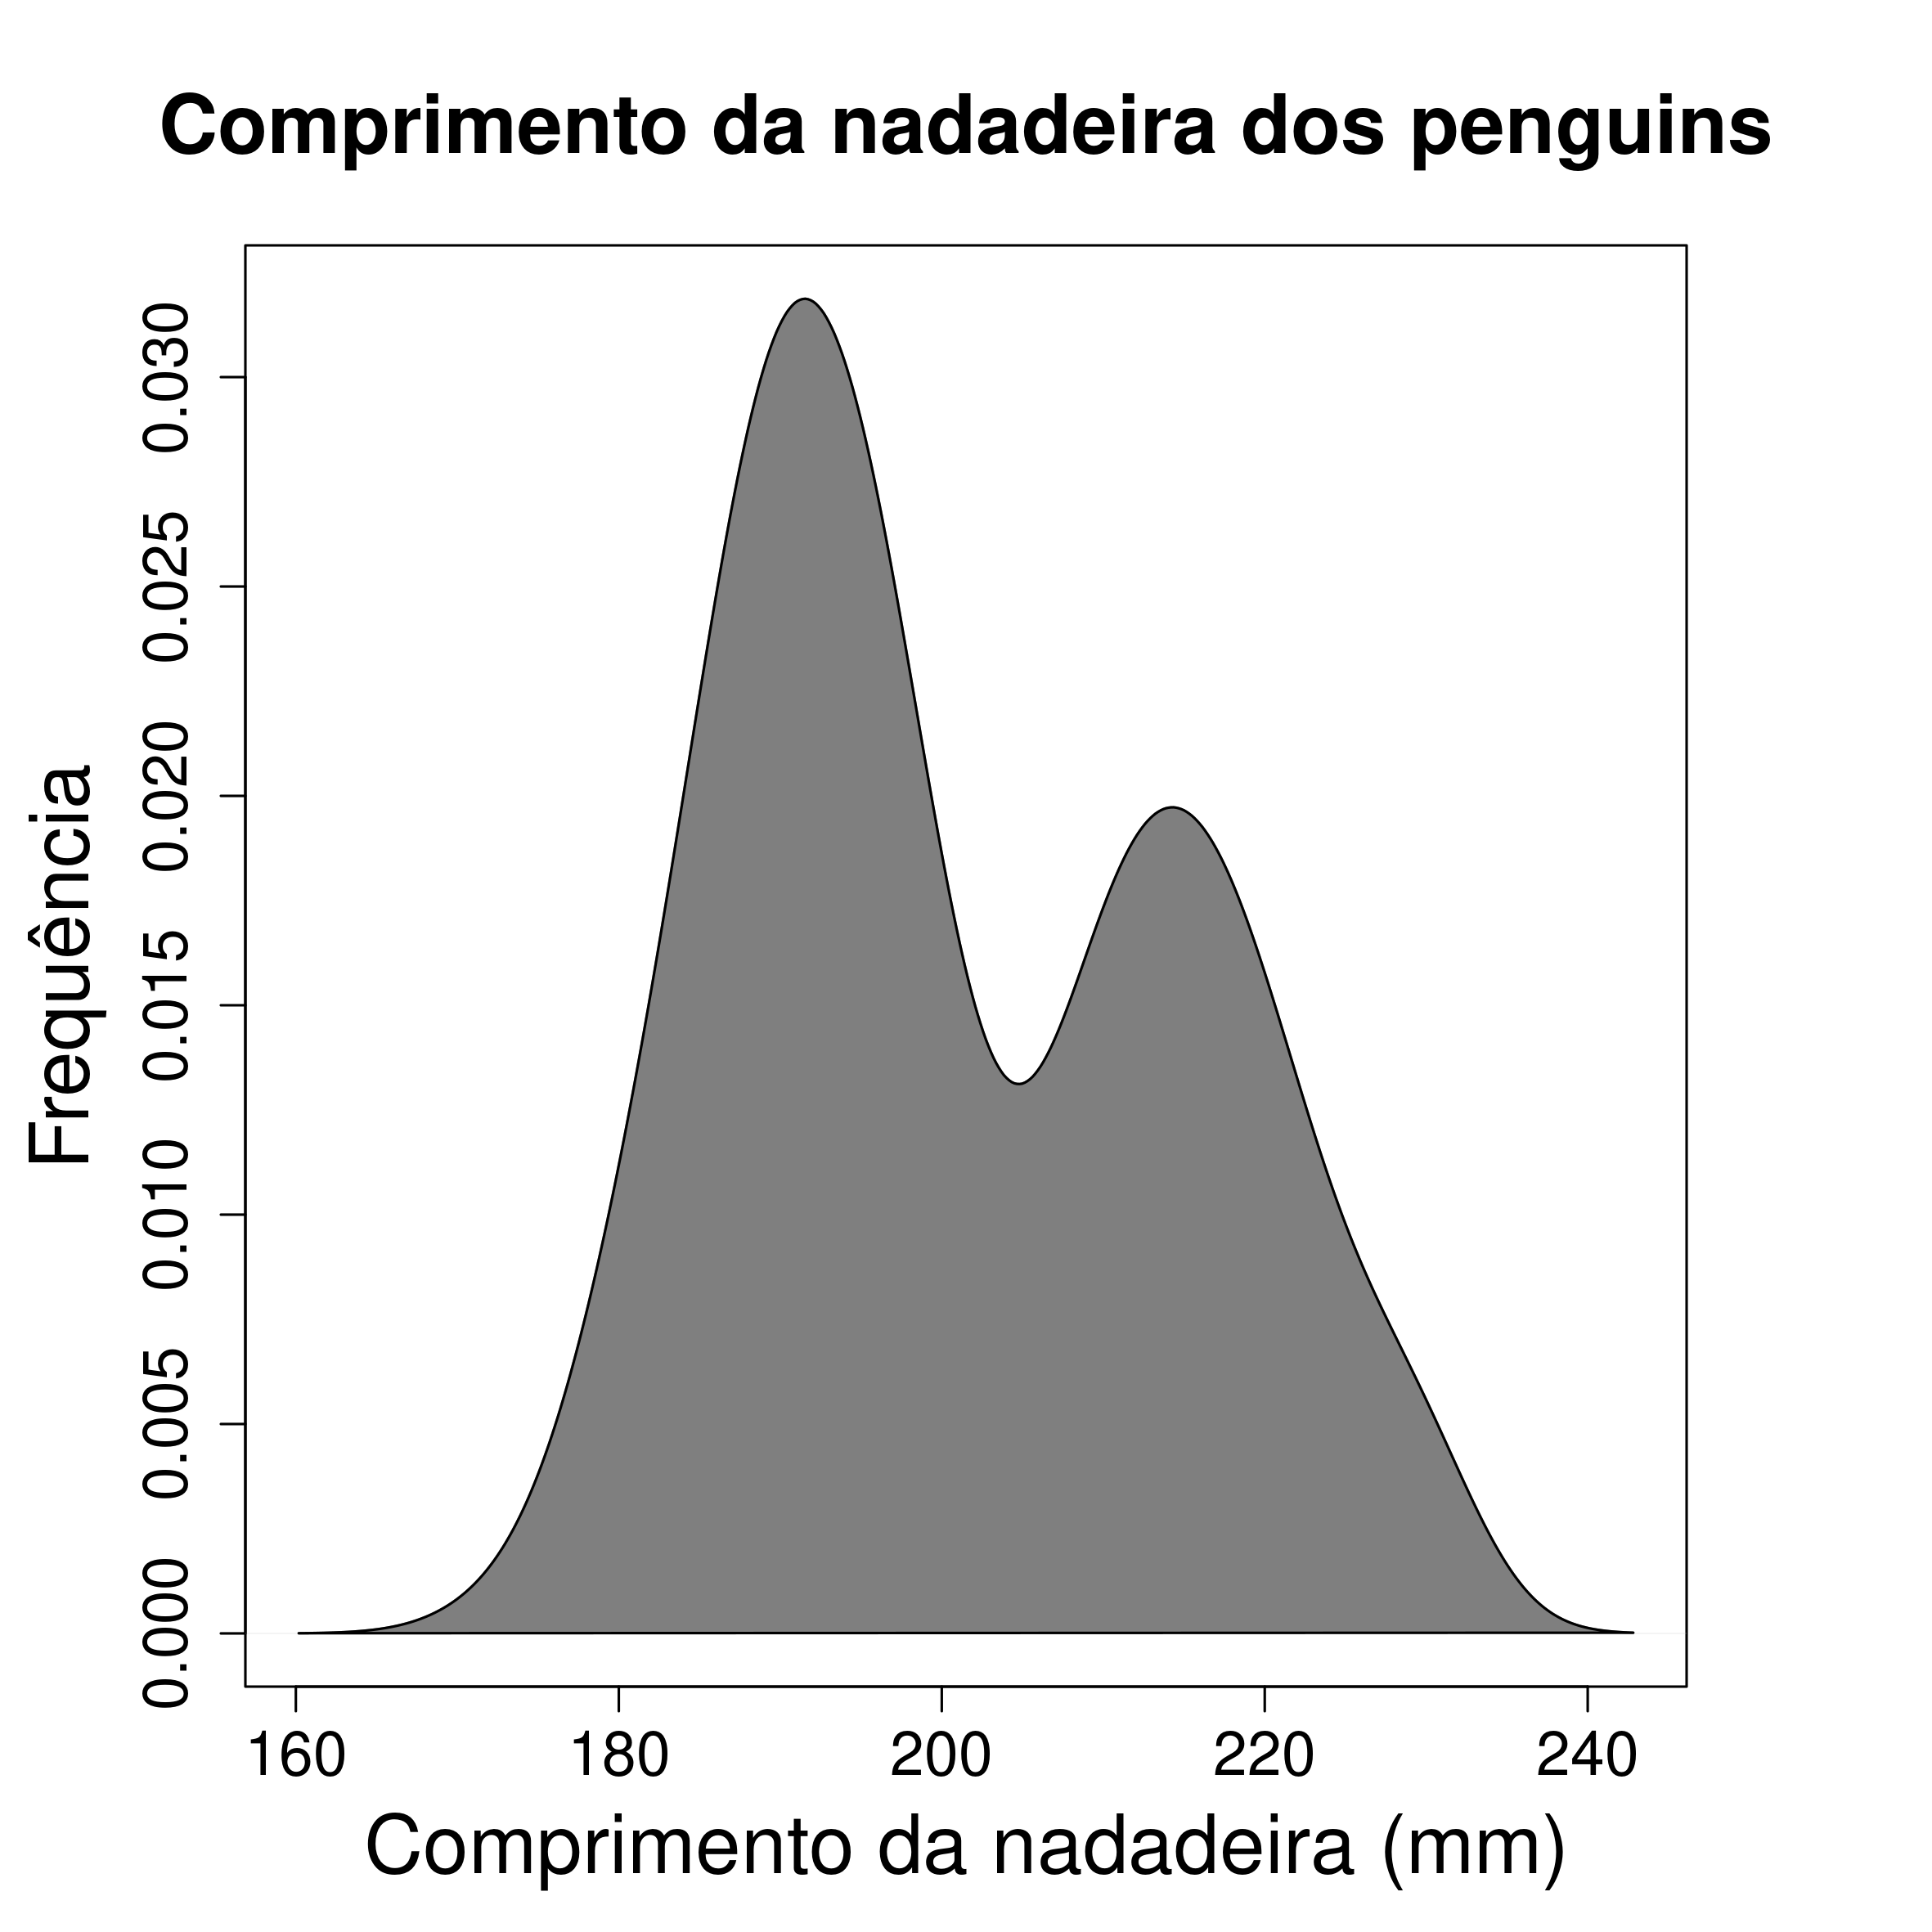 Comprimento da nadadeira dos penguins
Frequência
0.030
0.025
0.020
0.015
0.010
0.005
0.000
160 180 200 220 240
Comprimento da nadadeira (mm)